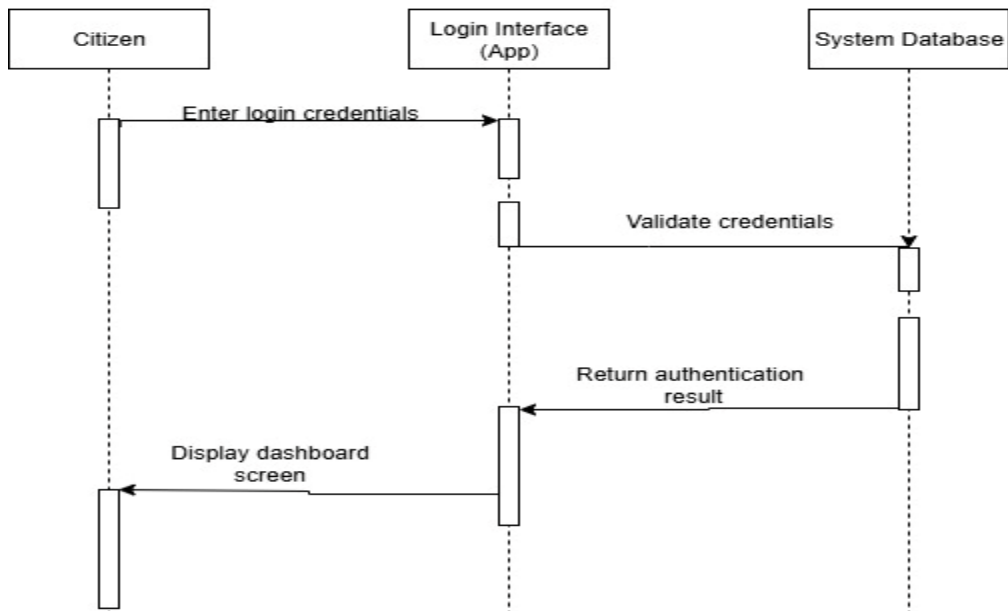 Citizen
Login Interface
(App)
System Database
Enter login credentials
Validate credentials
Return authentication
result
Display dashboard
screen